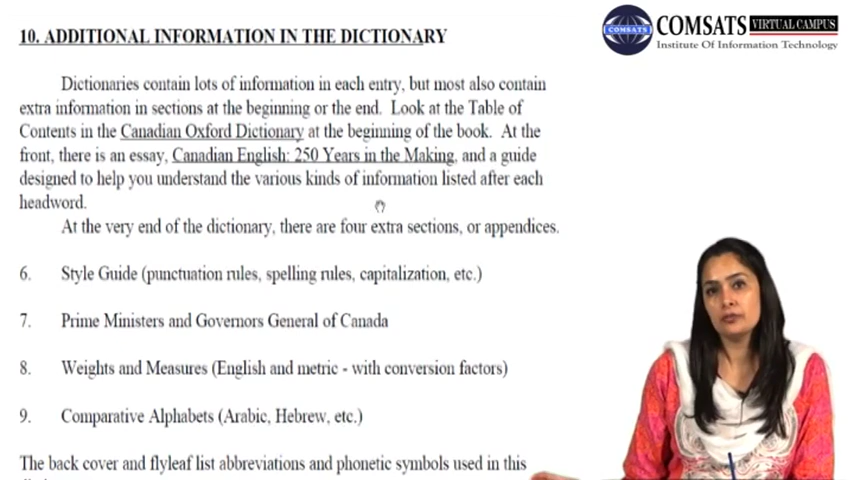 10. ADDITIONAL INFORMATION IN THE DICTIONARY
COMSATS
COMSATS VIRTUAL CAMPUS
Institute Of Information Technology
Dictionaries contain lots of information in each entry, but most also contain
extra information in sections at the beginning or the end. Look at the Table of
Contents in the Canadian Oxford Dictionary at the beginning of the book. At the
front, there is an essay, Canadian English: 250 Years in the Making, and a guide
designed to help you understand the various kinds of information listed after each
headword.
At the very end of the dictionary, there are four extra sections, or appendices.
6. Style Guide (punctuation rules, spelling rules, capitalization, etc.)
7. Prime Ministers and Governors General of Canada
8. Weights and Measures (English and metric - with conversion factors)
9. Comparative Alphabets (Arabic, Hebrew, etc.)
The back cover and flyleaf list abbreviations and phonetic symbols used in this